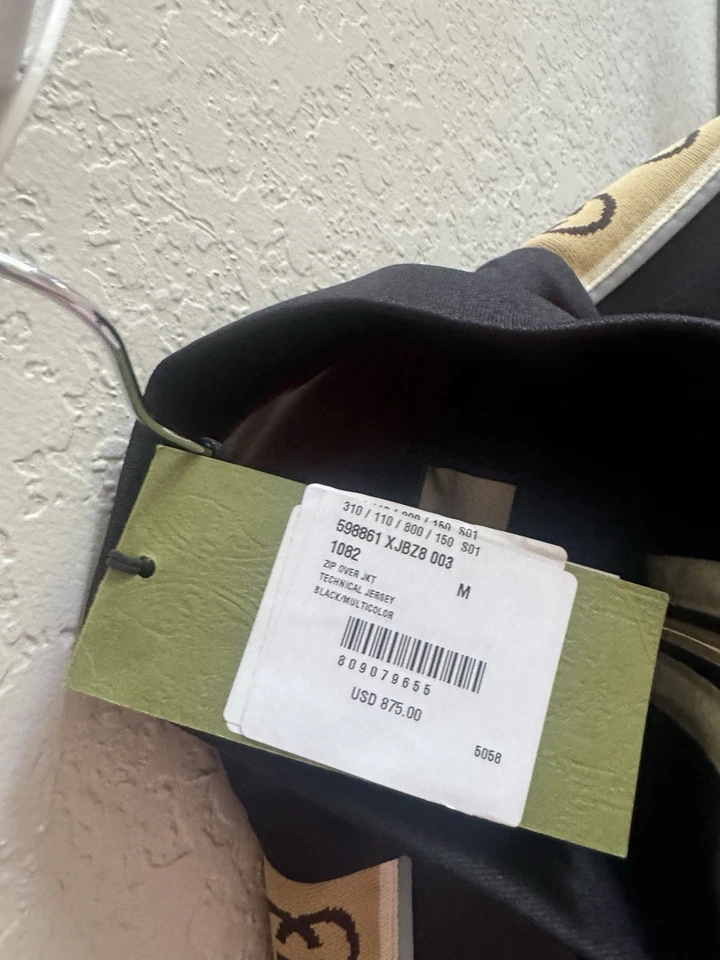 310 / 110 / 800 / 150 S01
598861 XJBZ8 003
1082
M
ZIP OVER JKT
TECHNICAL JERSEY
BLACK/MULTICOLOR
809079655
USD 875.00
5058